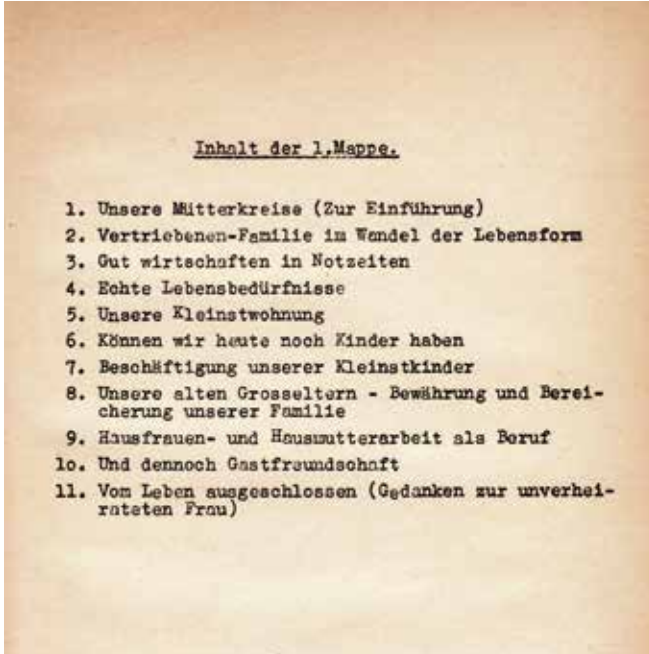 Inhalt der 1.Mappe.
1. Unsere Mütterkreise (Zur Einführung)
2. Vertriebenen-Familie im Wandel der Lebensform
3. Gut wirtschaften in Notzeiten
4. Echte Lebensbedürfnisse
5. Unsere Kleinstwohnung
6. Können wir heute noch Kinder haben
7. Beschäftigung unserer Kleinstkinder
8. Unsere alten Grosseltern - Bewährung und Berei-
cherung unserer Familie
9. Hausfrauen- und Hausmutterarbeit als Beruf
1o. Und dennoch Gastfreundschaft
11. Vom Leben ausgeschlossen (Gedanken zur unverhei-
rateten Frau)